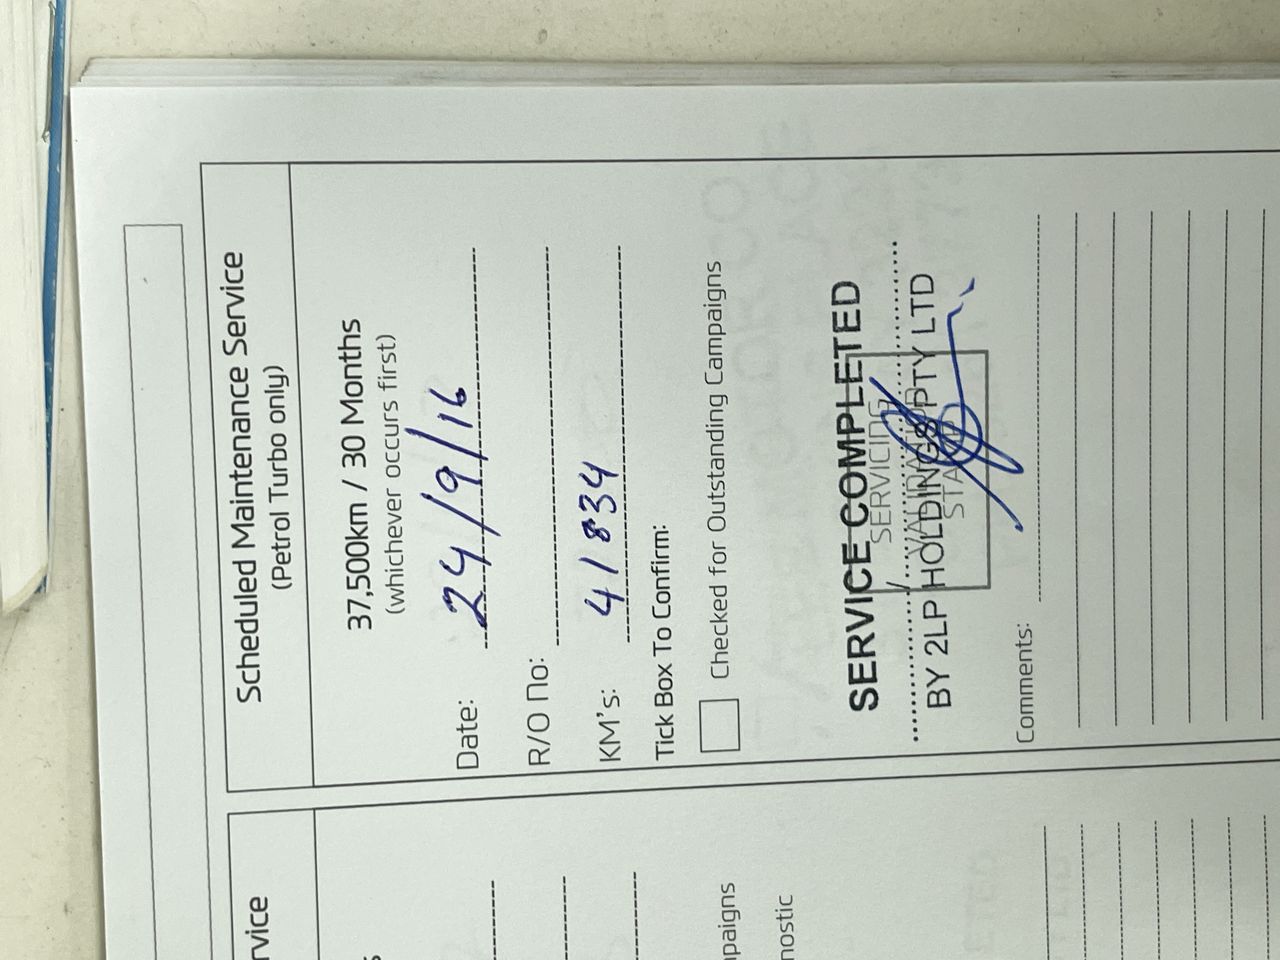 Scheduled Maintenance Service
(Petrol Turbo only)
37,500km / 30 Months
(whichever occurs first)
Date: 24/9/16
R/O No:
KM's: 41834
Tick Box To Confirm:
Checked for Outstanding Campaigns
SERVICE COMPLETED
SERVICING
BY 2LP HOLDINGS PTY LTD
Comments:
rvice
paigns
nostic